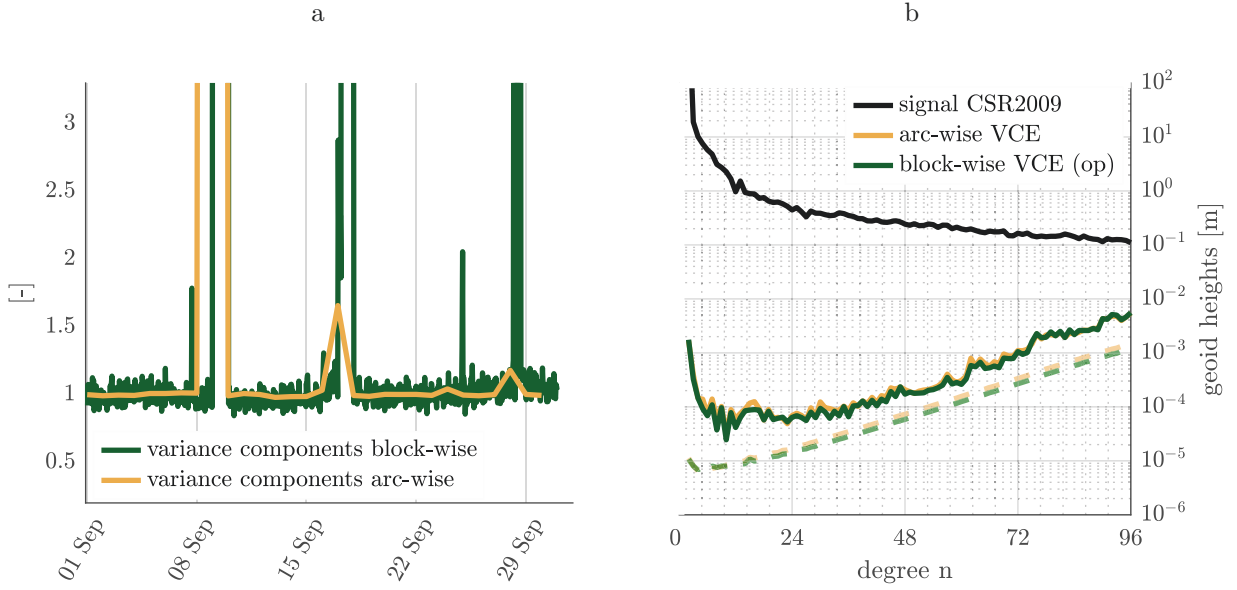 a
[-]
3
2.5
2
1.5
1
0.5
variance components block-wise
variance components arc-wise
01 Sep
08 Sep
15 Sep
22 Sep
29 Sep
b
signal CSR2009
arc-wise VCE
block-wise VCE (op)
10^2
10^1
10^0
10^-1
10^-2
10^-3
10^-4
10^-5
10^-6
geoid heights [m]
0
24
48
72
96
degree n